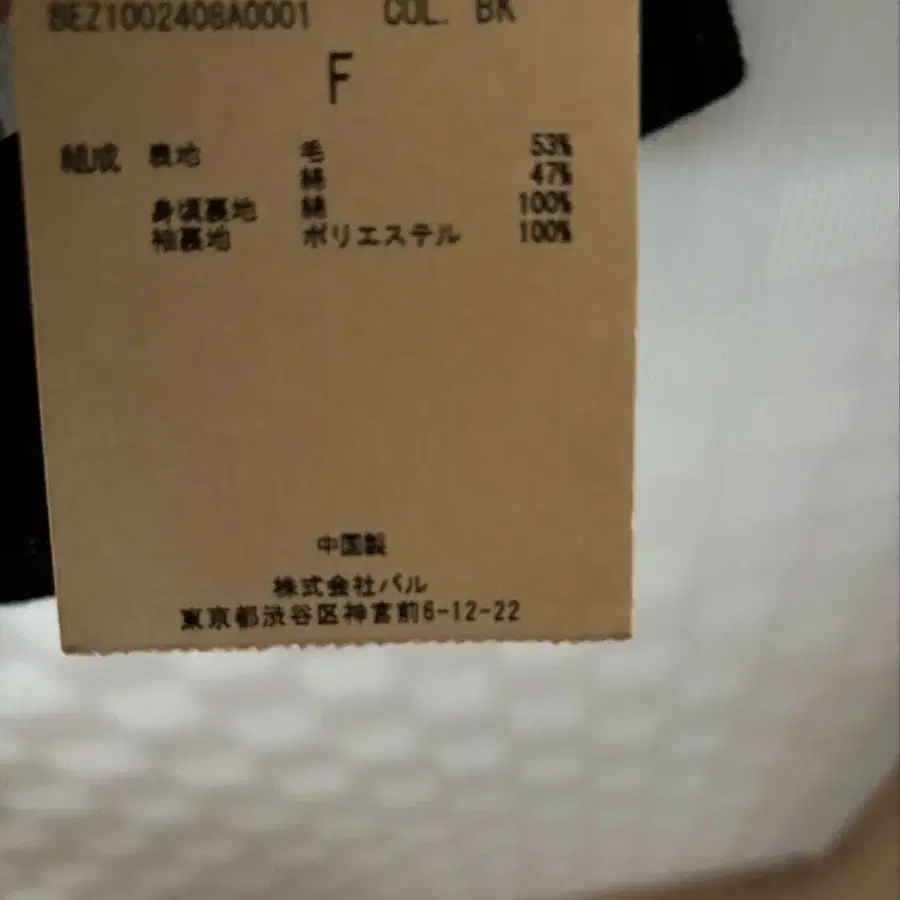 BEZ1002408A0001 COL. BK
F
組成 表地 毛 53%
綿 47%
身頃裏地 綿 100%
袖裏地 ポリエステル 100%
中国製
株式会社パル
東京都渋谷区神宮前6-12-22